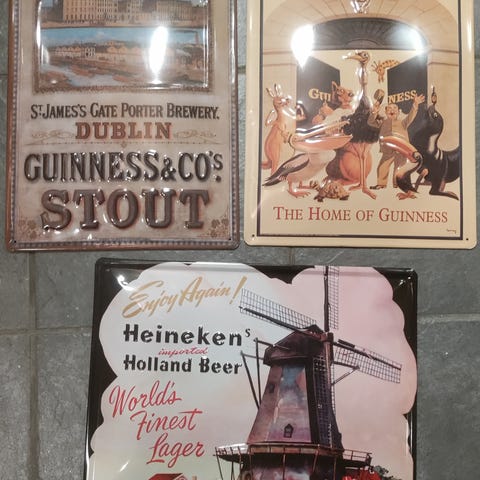 ST JAMES'S GATE PORTER BREWERY.
DUBLIN
GUINNESS & CO'S
STOUT
GUINNESS
THE HOME OF GUINNESS
Enjoy Again!
Heineken's
imported
Holland Beer
World's
Finest
Lager